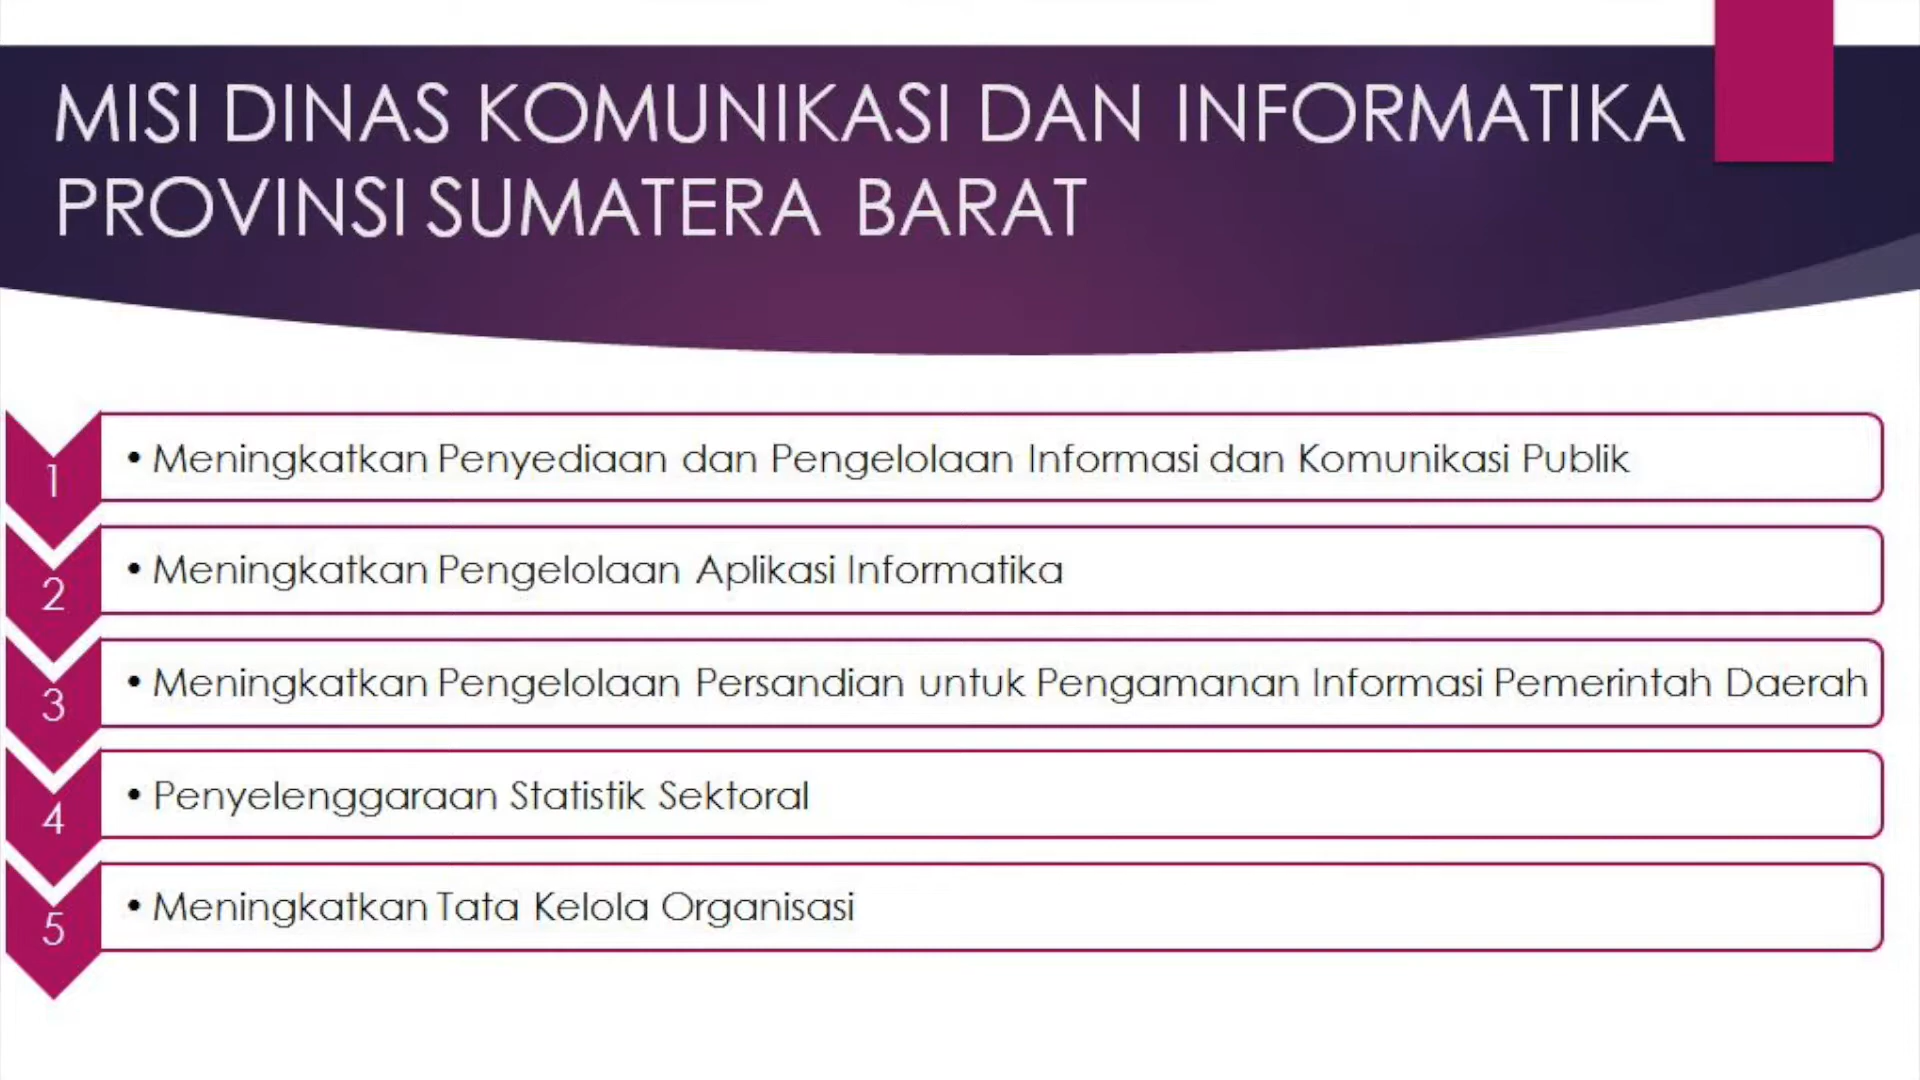 MISI DINAS KOMUNIKASI DAN INFORMATIKA
PROVINSI SUMATERA BARAT
1
• Meningkatkan Penyediaan dan Pengelolaan Informasi dan Komunikasi Publik
2
• Meningkatkan Pengelolaan Aplikasi Informatika
3
• Meningkatkan Pengelolaan Persandian untuk Pengamanan Informasi Pemerintah Daerah
4
• Penyelenggaraan Statistik Sektoral
5
• Meningkatkan Tata Kelola Organisasi